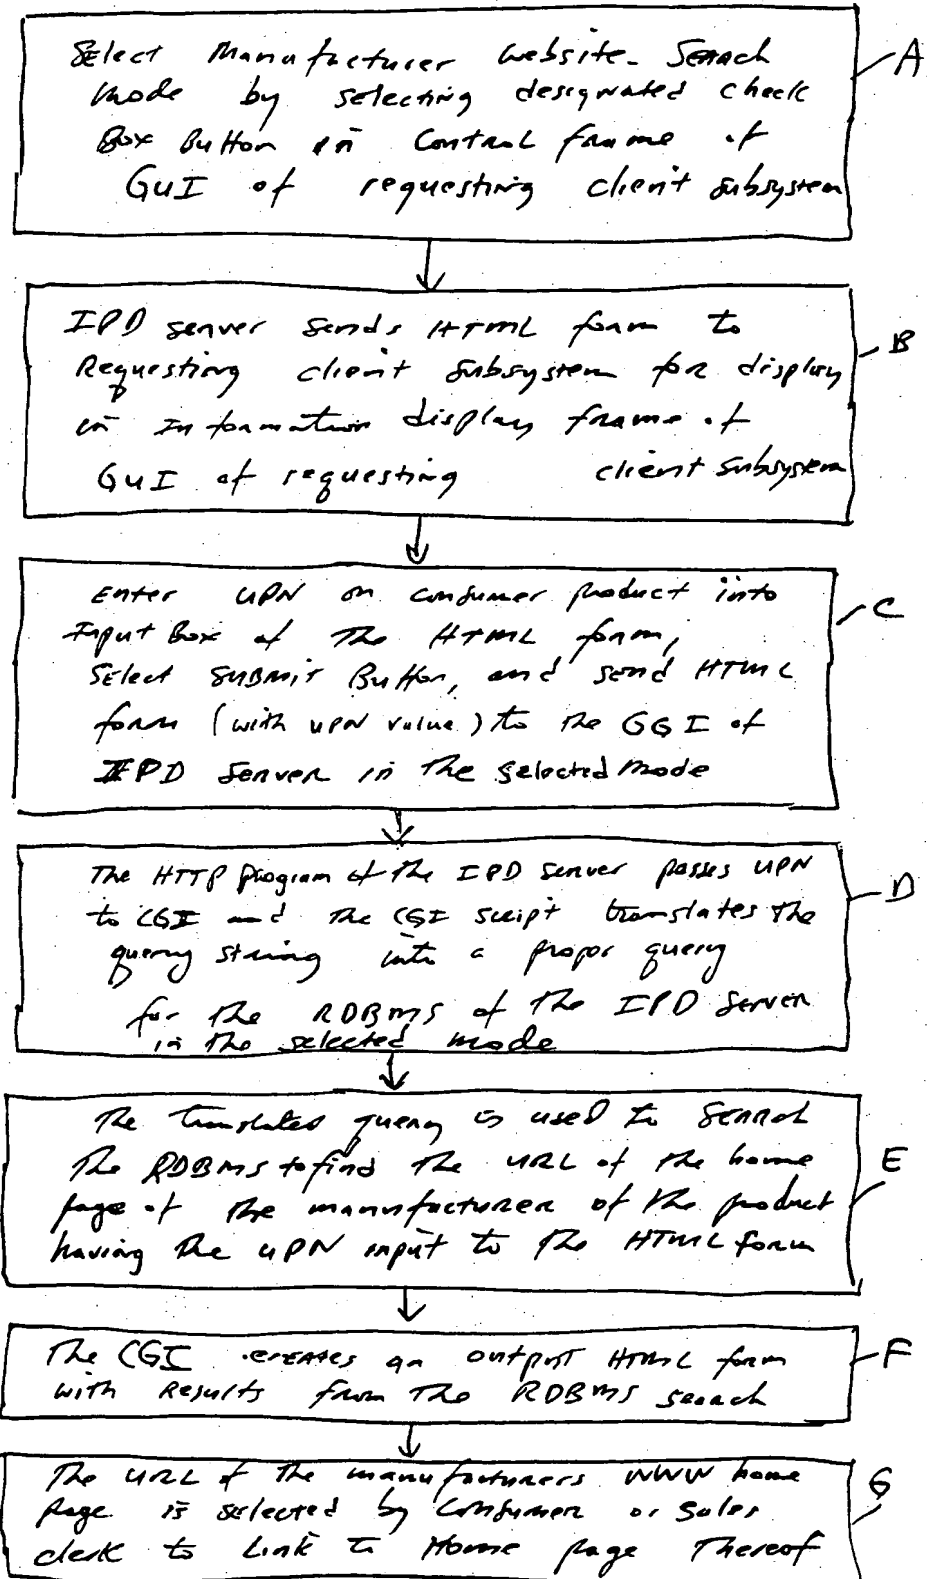 Select Manufacturer Website-Search
Mode by selecting designated check
Box Button in Control frame of
GUI of requesting client subsystem
A
IPD server sends HTML form to
Requesting client subsystem for display
in Information display frame of
GUI of requesting client subsystem
B
Enter UPN on consumer product into
Input Box of The HTML form,
Select SUBMIT Button, and send HTML
form (with UPN value) to the GGI of
IPD Server in the selected mode
C
The HTTP program of the IPD server passes UPN
to CGI and the CGI script translates the
query string into a proper query
for the RDBMS of the IPD Server
in the selected mode
D
The translated query is used to Search
The RDBMS to find the URL of the home
page of the manufacturer of the product
having the UPN input to the HTML form
E
The CGI creates an output HTML form
with Results from the RDBMS search
F
The URL of the manufacturers WWW home
page is selected by Consumer or Sales
clerk to Link to Home page Thereof
G